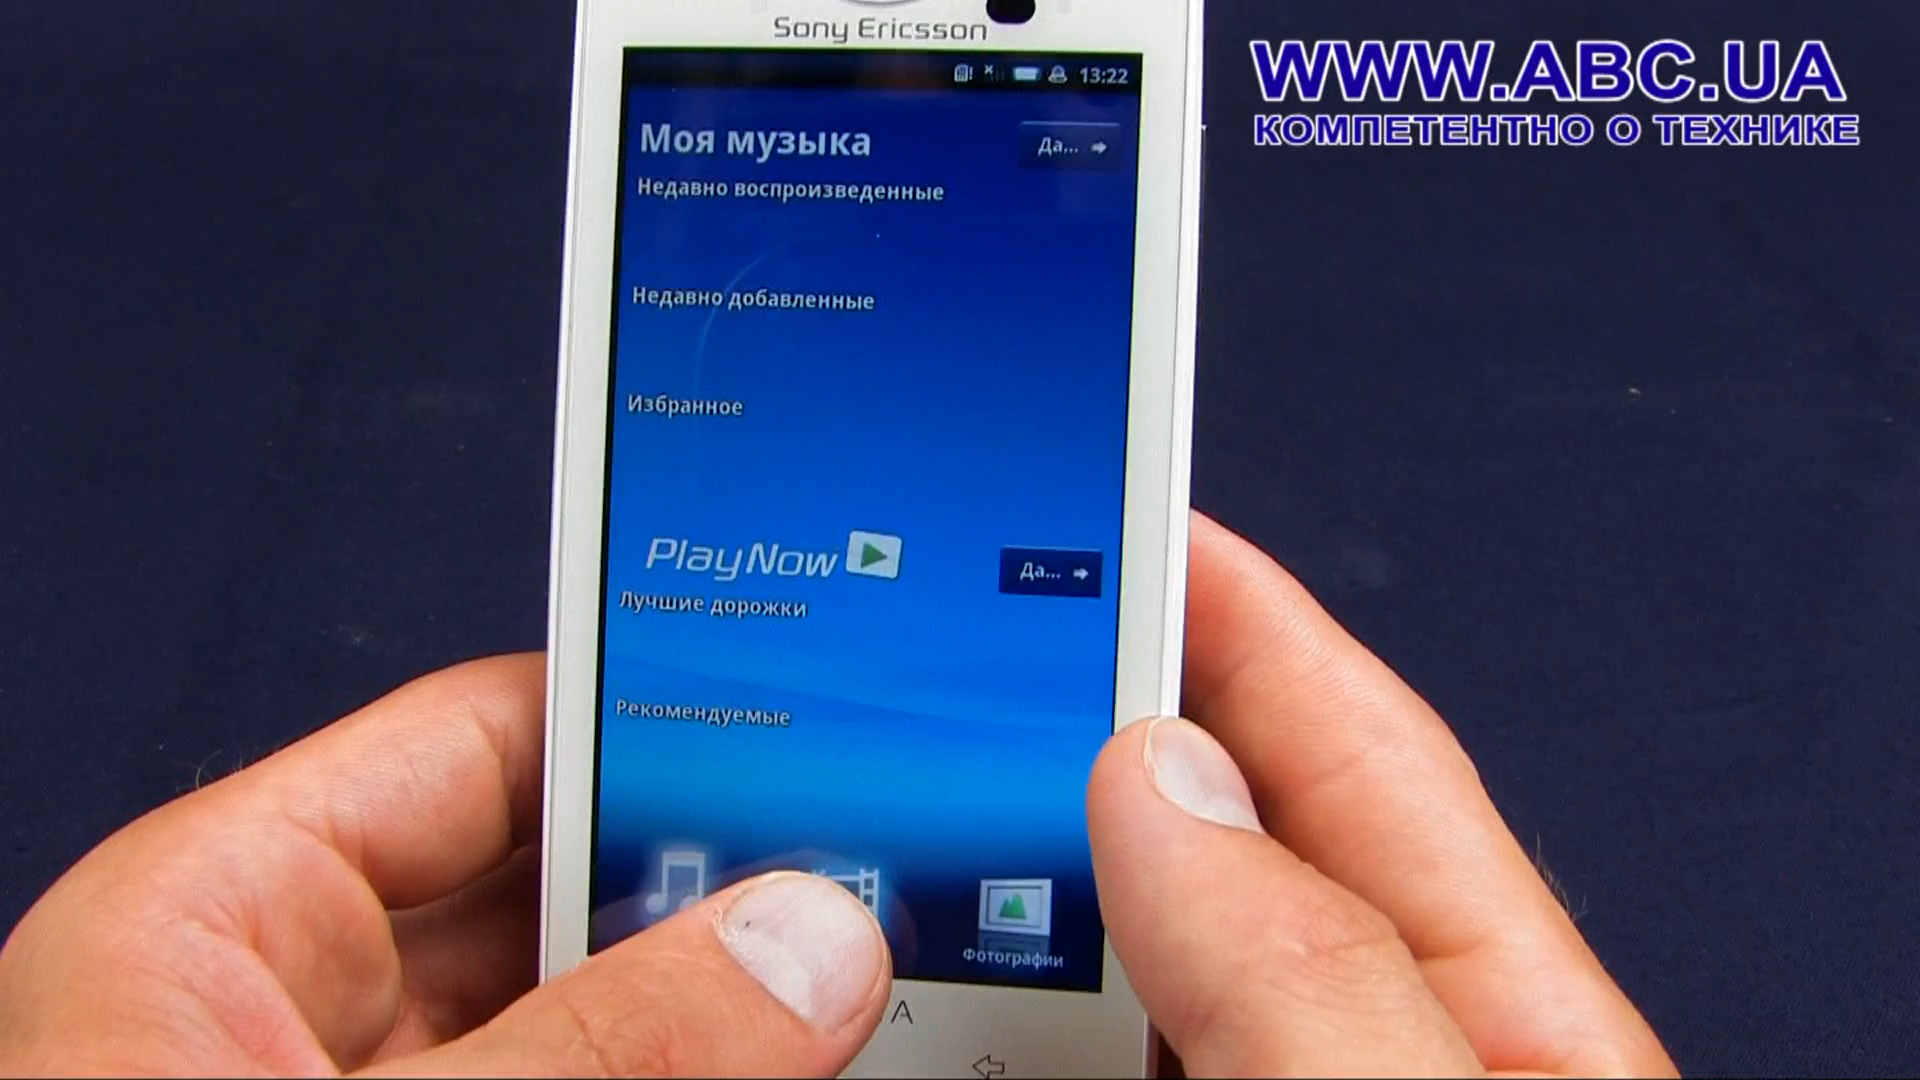 Sony Ericsson
WWW.ABC.UA
КОМПЕТЕНТНО О ТЕХНИКЕ
13:22
Моя музыка
Да...
Недавно воспроизведенные
Недавно добавленные
Избранное
PlayNow
Да...
Лучшие дорожки
Рекомендуемые
Фотографии
A